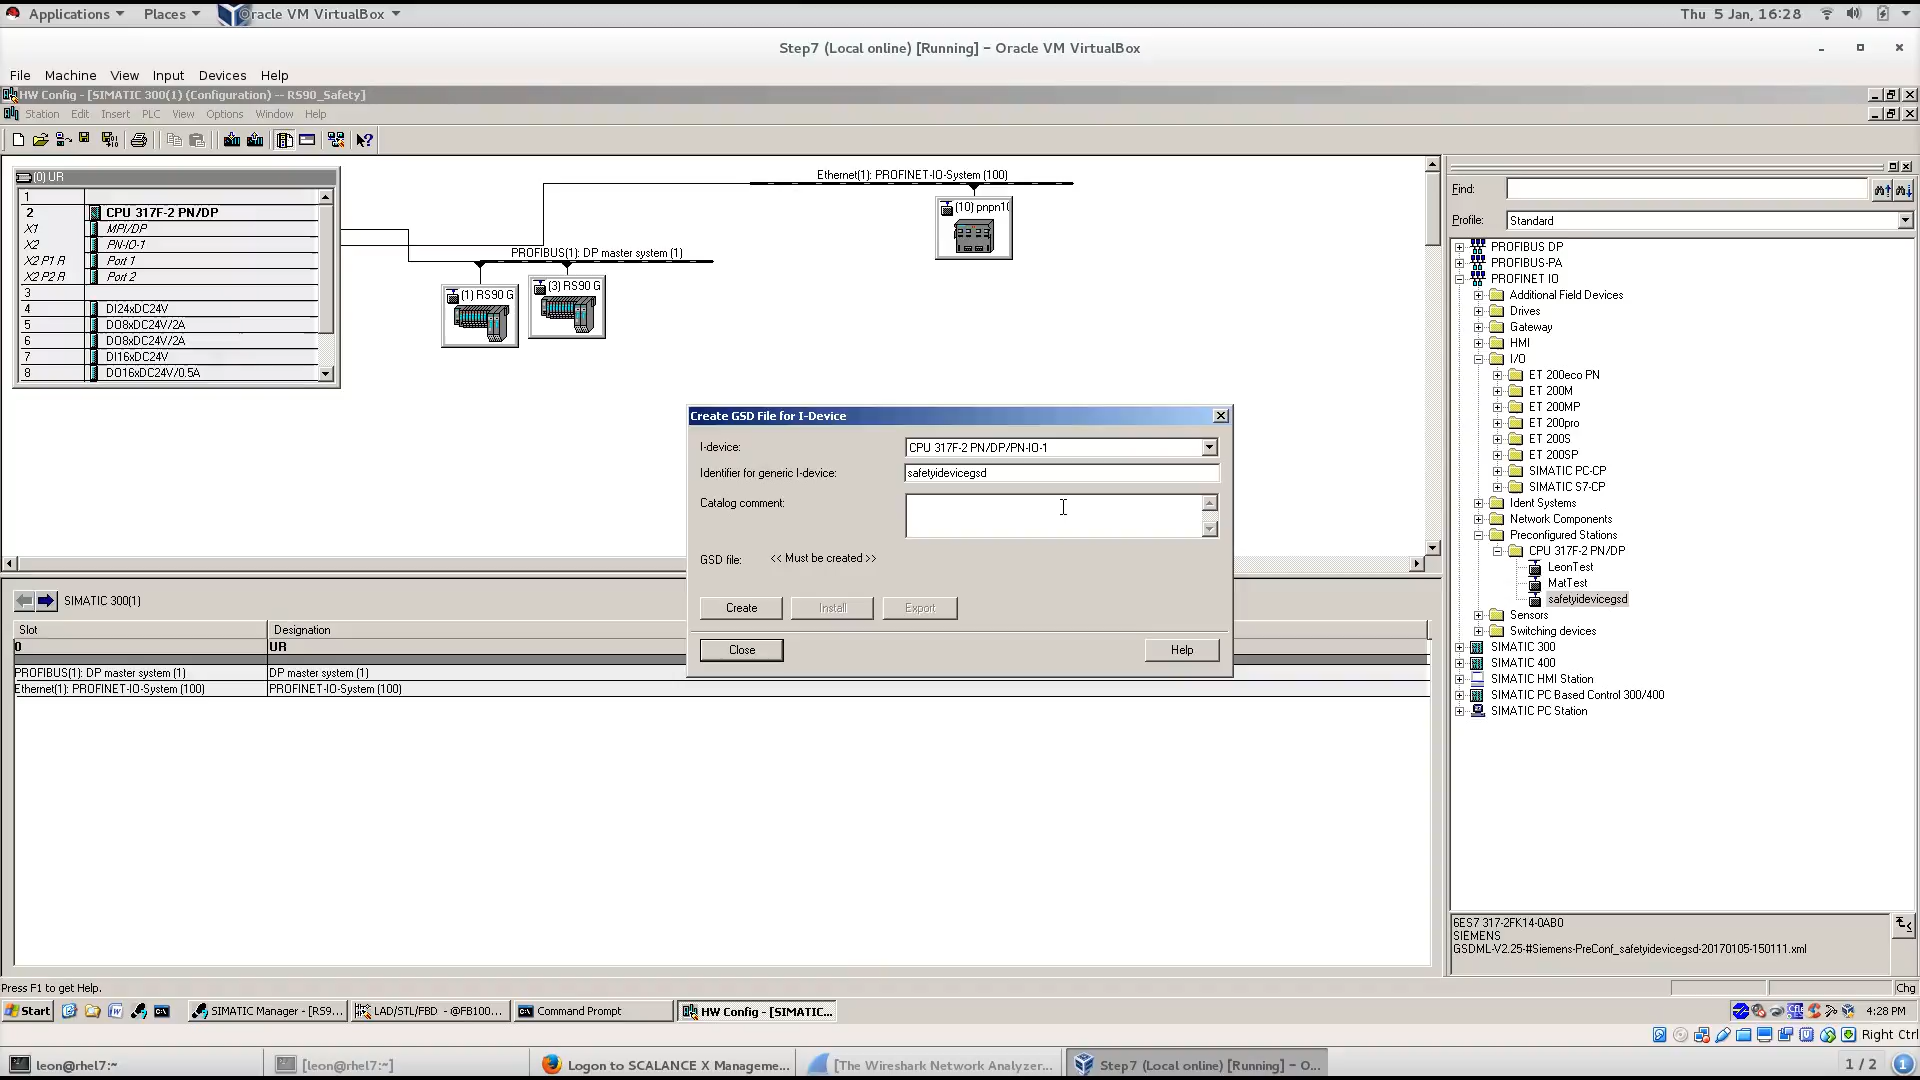 Applications Places Oracle VM VirtualBox Thu 5 Jan, 16:28
Step7 (Local online) [Running] – Oracle VM VirtualBox
File Machine View Input Devices Help
HW Config - [SIMATIC 300(1) (Configuration) -- RS90_Safety]
Station Edit Insert PLC View Options Window Help
(0) UR
1
2 CPU 317F-2 PN/DP
X1 MPI/DP
X2 PN-IO-1
X2 P1 R Port 1
X2 P2 R Port 2
3
4 DI24xDC24V
5 DO8xDC24V/2A
6 DO8xDC24V/2A
7 DI16xDC24V
8 DO16xDC24V/0.5A
Ethernet(1): PROFINET-IO-System (100)
(10) pnpn10
PROFIBUS(1): DP master system (1)
(1) RS90 G
(3) RS90 G
Find:
Profile: Standard
PROFIBUS DP
PROFIBUS-PA
PROFINET IO
Additional Field Devices
Drives
Gateway
HMI
I/O
ET 200eco PN
ET 200M
ET 200MP
ET 200pro
ET 200S
ET 200SP
SIMATIC PC-CP
SIMATIC S7-CP
Ident Systems
Network Components
Preconfigured Stations
CPU 317F-2 PN/DP
LeonTest
MatTest
safetyidevicegsd
Sensors
Switching devices
SIMATIC 300
SIMATIC 400
SIMATIC HMI Station
SIMATIC PC Based Control 300/400
SIMATIC PC Station
6ES7 317-2FK14-0AB0
SIEMENS
GSDML-V2.25-#Siemens-PreConf_safetyidevicegsd-20170105-150111.xml
Create GSD File for I-Device
I-device: CPU 317F-2 PN/DP/PN-IO-1
Identifier for generic I-device: safetyidevicegsd
Catalog comment:
GSD file: << Must be created >>
Create Install Export
Close Help
SIMATIC 300(1)
Slot Designation
0 UR
PROFIBUS(1): DP master system (1) DP master system (1)
Ethernet(1): PROFINET-IO-System (100) PROFINET-IO-System (100)
Press F1 to get Help. Chg
Start SIMATIC Manager - [RS9... LAD/STL/FBD - @FB100... Command Prompt HW Config - [SIMATIC... 4:28 PM
Right Ctrl
leon@rhel7:~ [leon@rhel7:~] Logon to SCALANCE X Manageme... [The Wireshark Network Analyzer... Step7 (Local online) [Running] – O... 1 / 2 1